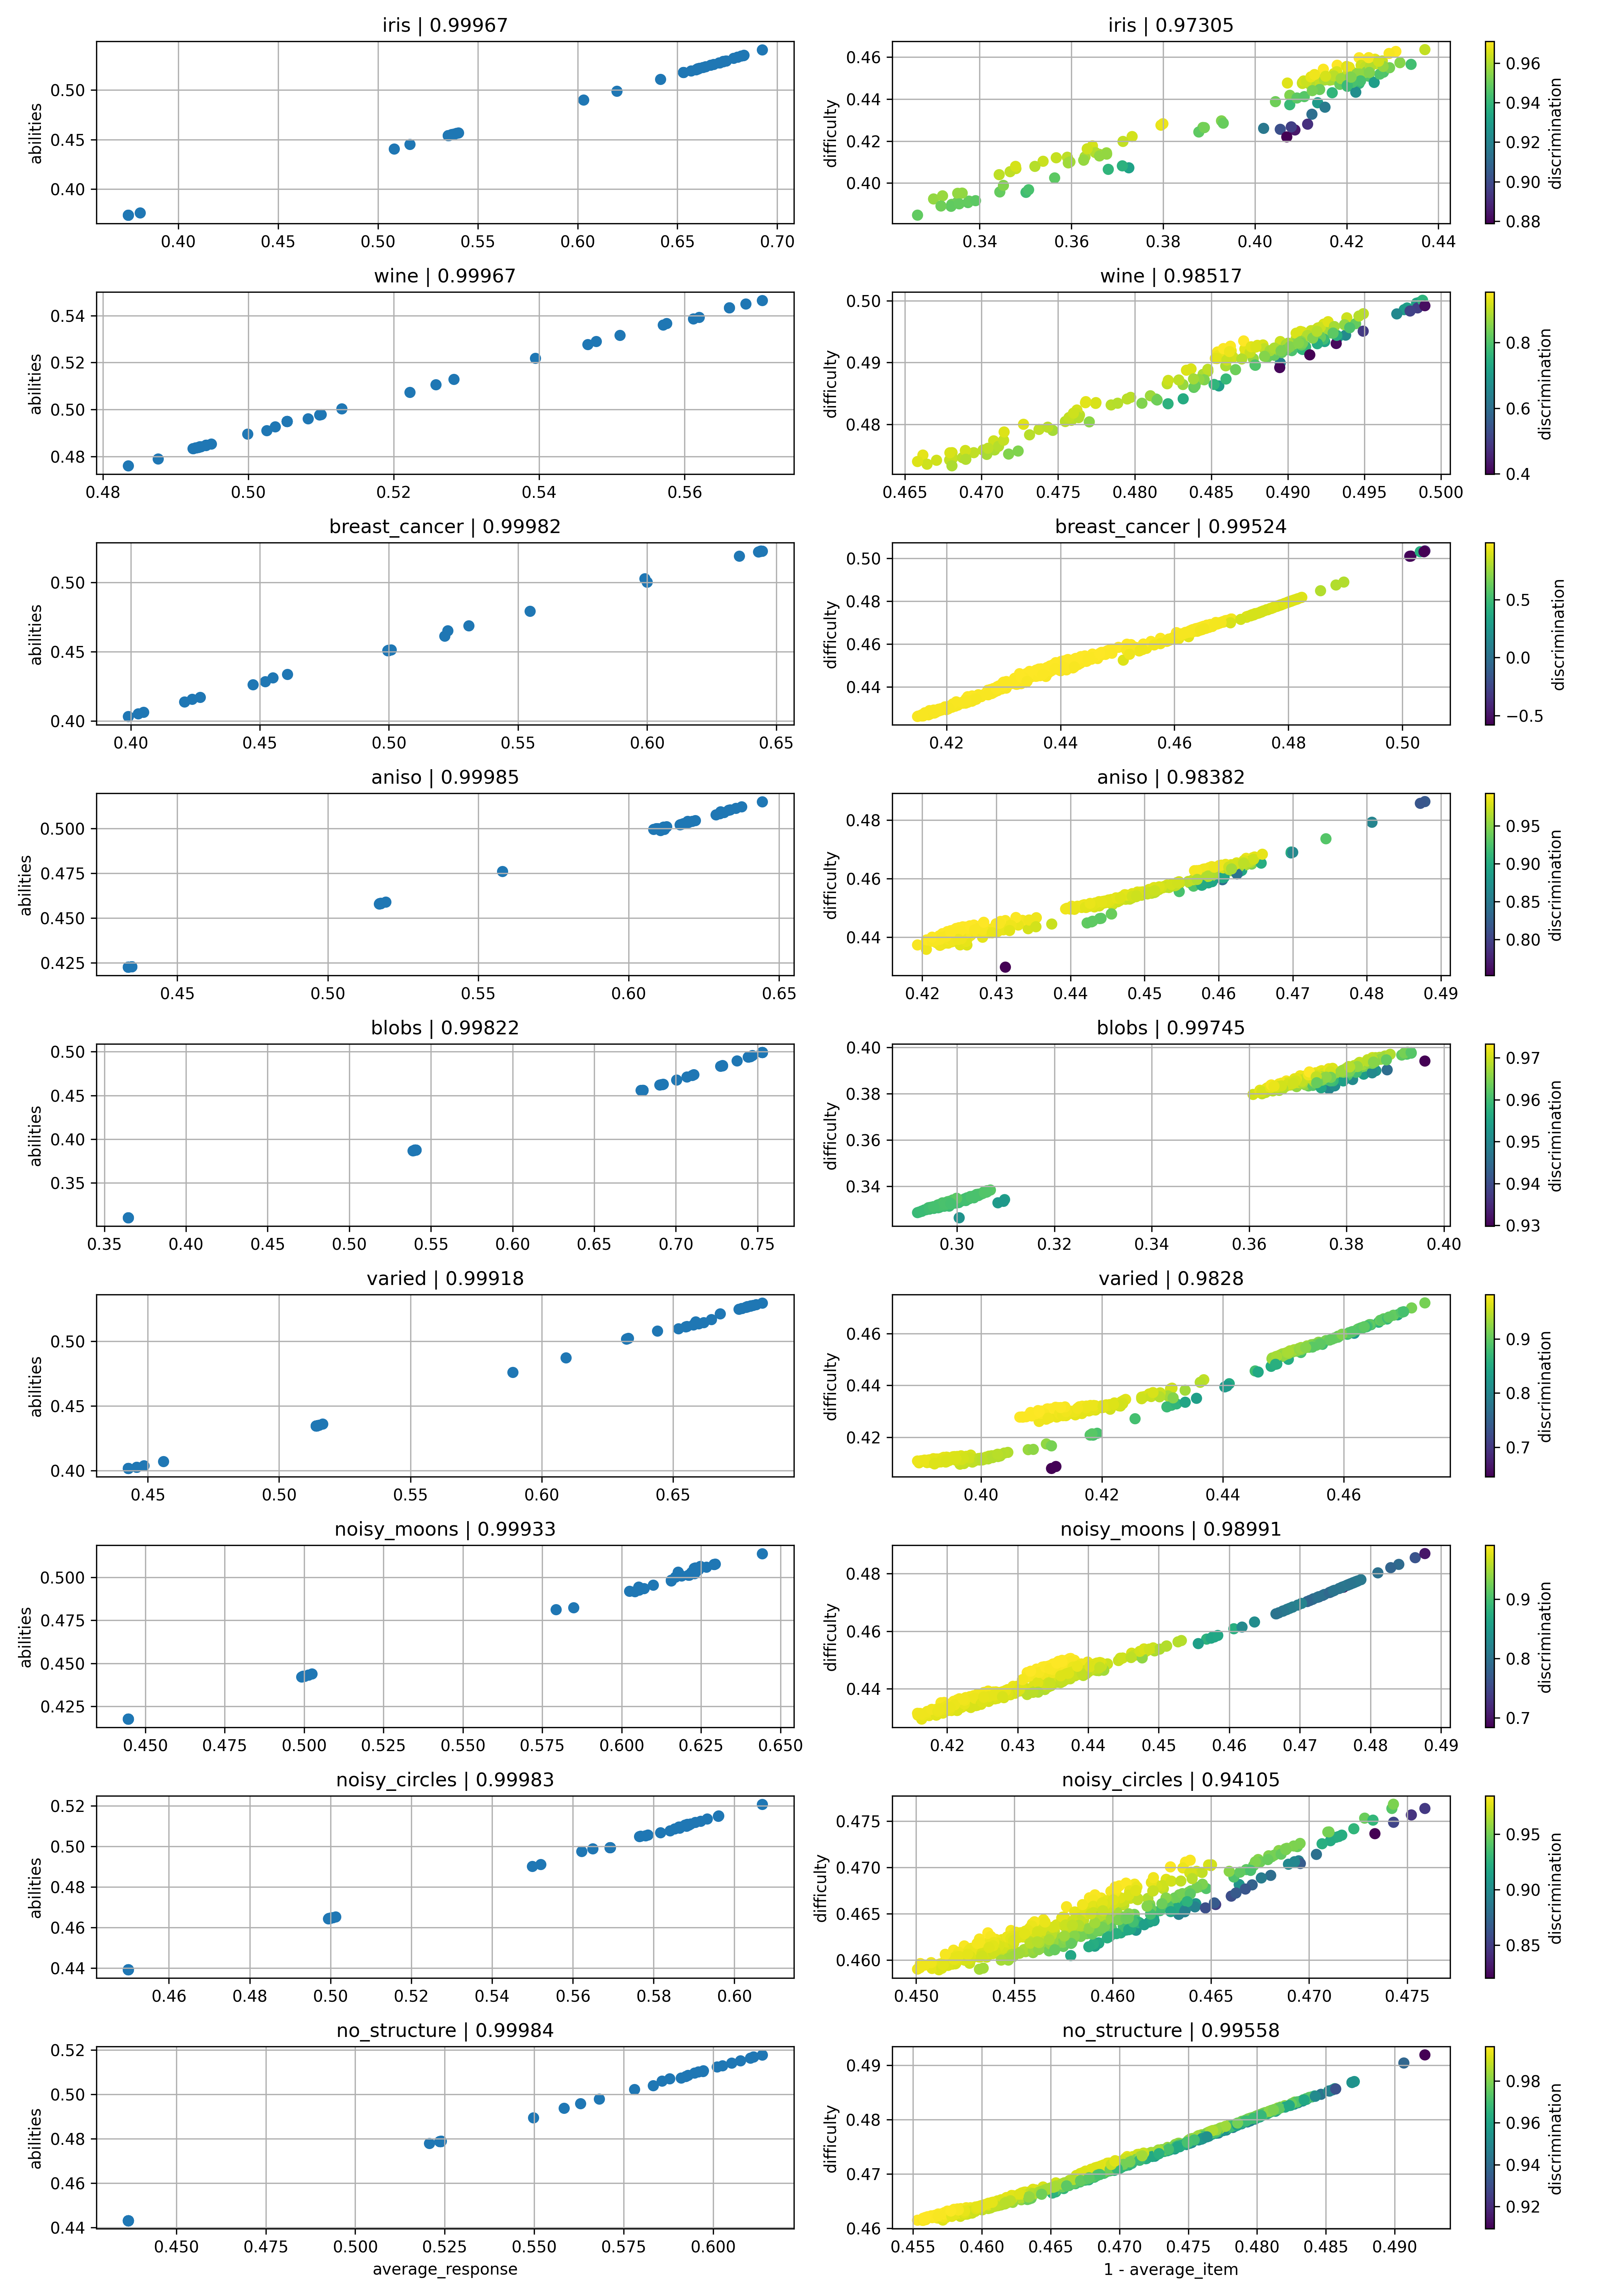 iris | 0.99967
abilities
0.50
0.45
0.40
0.40 0.45 0.50 0.55 0.60 0.65 0.70
iris | 0.97305
difficulty
0.46
0.44
0.42
0.40
0.34 0.36 0.38 0.40 0.42 0.44
0.96
0.94
0.92
0.90
0.88
discrimination
wine | 0.99967
abilities
0.54
0.52
0.50
0.48
0.48 0.50 0.52 0.54 0.56
wine | 0.98517
difficulty
0.50
0.49
0.48
0.465 0.470 0.475 0.480 0.485 0.490 0.495 0.500
0.8
0.6
0.4
discrimination
breast_cancer | 0.99982
abilities
0.50
0.45
0.40
0.40 0.45 0.50 0.55 0.60 0.65
breast_cancer | 0.99524
difficulty
0.50
0.48
0.46
0.44
0.42 0.44 0.46 0.48 0.50
0.5
0.0
−0.5
discrimination
aniso | 0.99985
abilities
0.500
0.475
0.450
0.425
0.45 0.50 0.55 0.60 0.65
aniso | 0.98382
difficulty
0.48
0.46
0.44
0.42 0.43 0.44 0.45 0.46 0.47 0.48 0.49
0.95
0.90
0.85
0.80
discrimination
blobs | 0.99822
abilities
0.50
0.45
0.40
0.35
0.35 0.40 0.45 0.50 0.55 0.60 0.65 0.70 0.75
blobs | 0.99745
difficulty
0.40
0.38
0.36
0.34
0.30 0.32 0.34 0.36 0.38 0.40
0.97
0.96
0.95
0.94
0.93
discrimination
varied | 0.99918
abilities
0.50
0.45
0.40
0.45 0.50 0.55 0.60 0.65
varied | 0.9828
difficulty
0.46
0.44
0.42
0.40 0.42 0.44 0.46
0.9
0.8
0.7
discrimination
noisy_moons | 0.99933
abilities
0.500
0.475
0.450
0.425
0.450 0.475 0.500 0.525 0.550 0.575 0.600 0.625 0.650
noisy_moons | 0.98991
difficulty
0.48
0.46
0.44
0.42 0.43 0.44 0.45 0.46 0.47 0.48 0.49
0.9
0.8
0.7
discrimination
noisy_circles | 0.99983
abilities
0.52
0.50
0.48
0.46
0.44
0.46 0.48 0.50 0.52 0.54 0.56 0.58 0.60
noisy_circles | 0.94105
difficulty
0.475
0.470
0.465
0.460
0.450 0.455 0.460 0.465 0.470 0.475
0.95
0.90
0.85
discrimination
no_structure | 0.99984
abilities
0.52
0.50
0.48
0.46
0.44
0.450 0.475 0.500 0.525 0.550 0.575 0.600
average_response
no_structure | 0.99558
difficulty
0.49
0.48
0.47
0.46
0.455 0.460 0.465 0.470 0.475 0.480 0.485 0.490
1 - average_item
0.98
0.96
0.94
0.92
discrimination